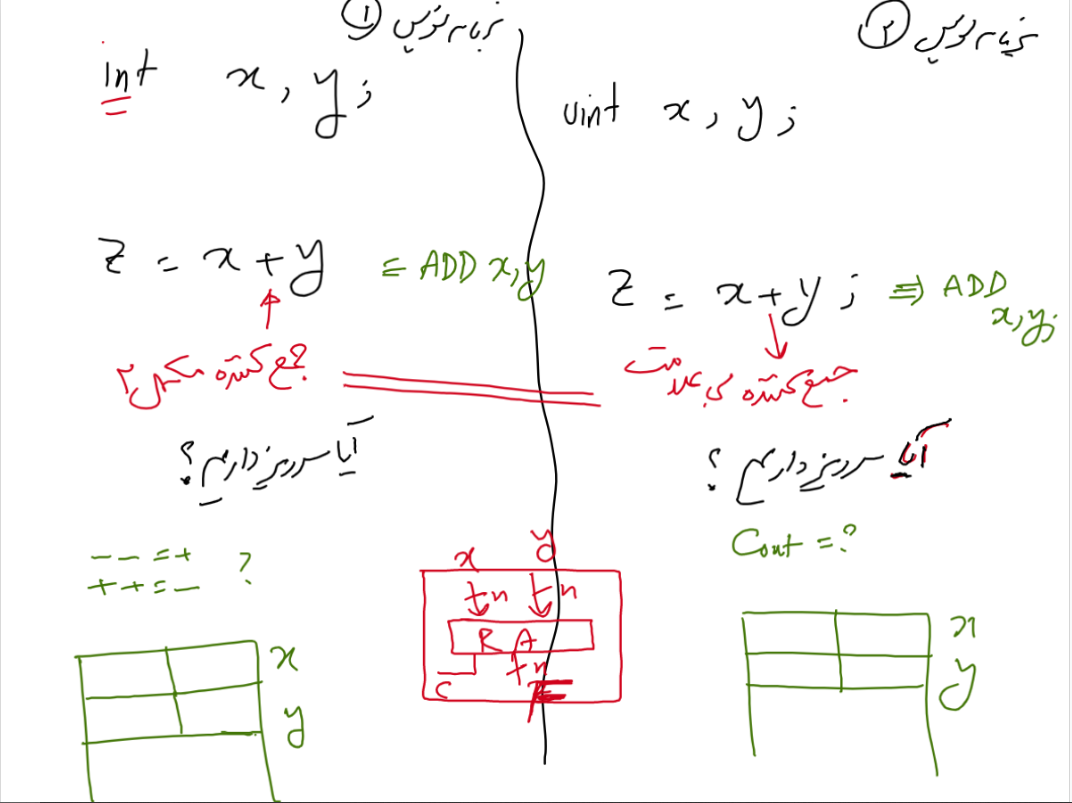 برنامه نویس ①
int x, y;
z = x + y ⇐ ADD x,y
جمع کننده مکمل ۲
آیا سرریز داریم؟
- - = +
+ + = - ?
x
y
برنامه نویس ②
uint x, y;
z = x + y ; ⇒ ADD
x,y;
جمع کننده بی علامت
آیا سرریز داریم؟
Cout = ?
x
y
x y
n n
R A
C n